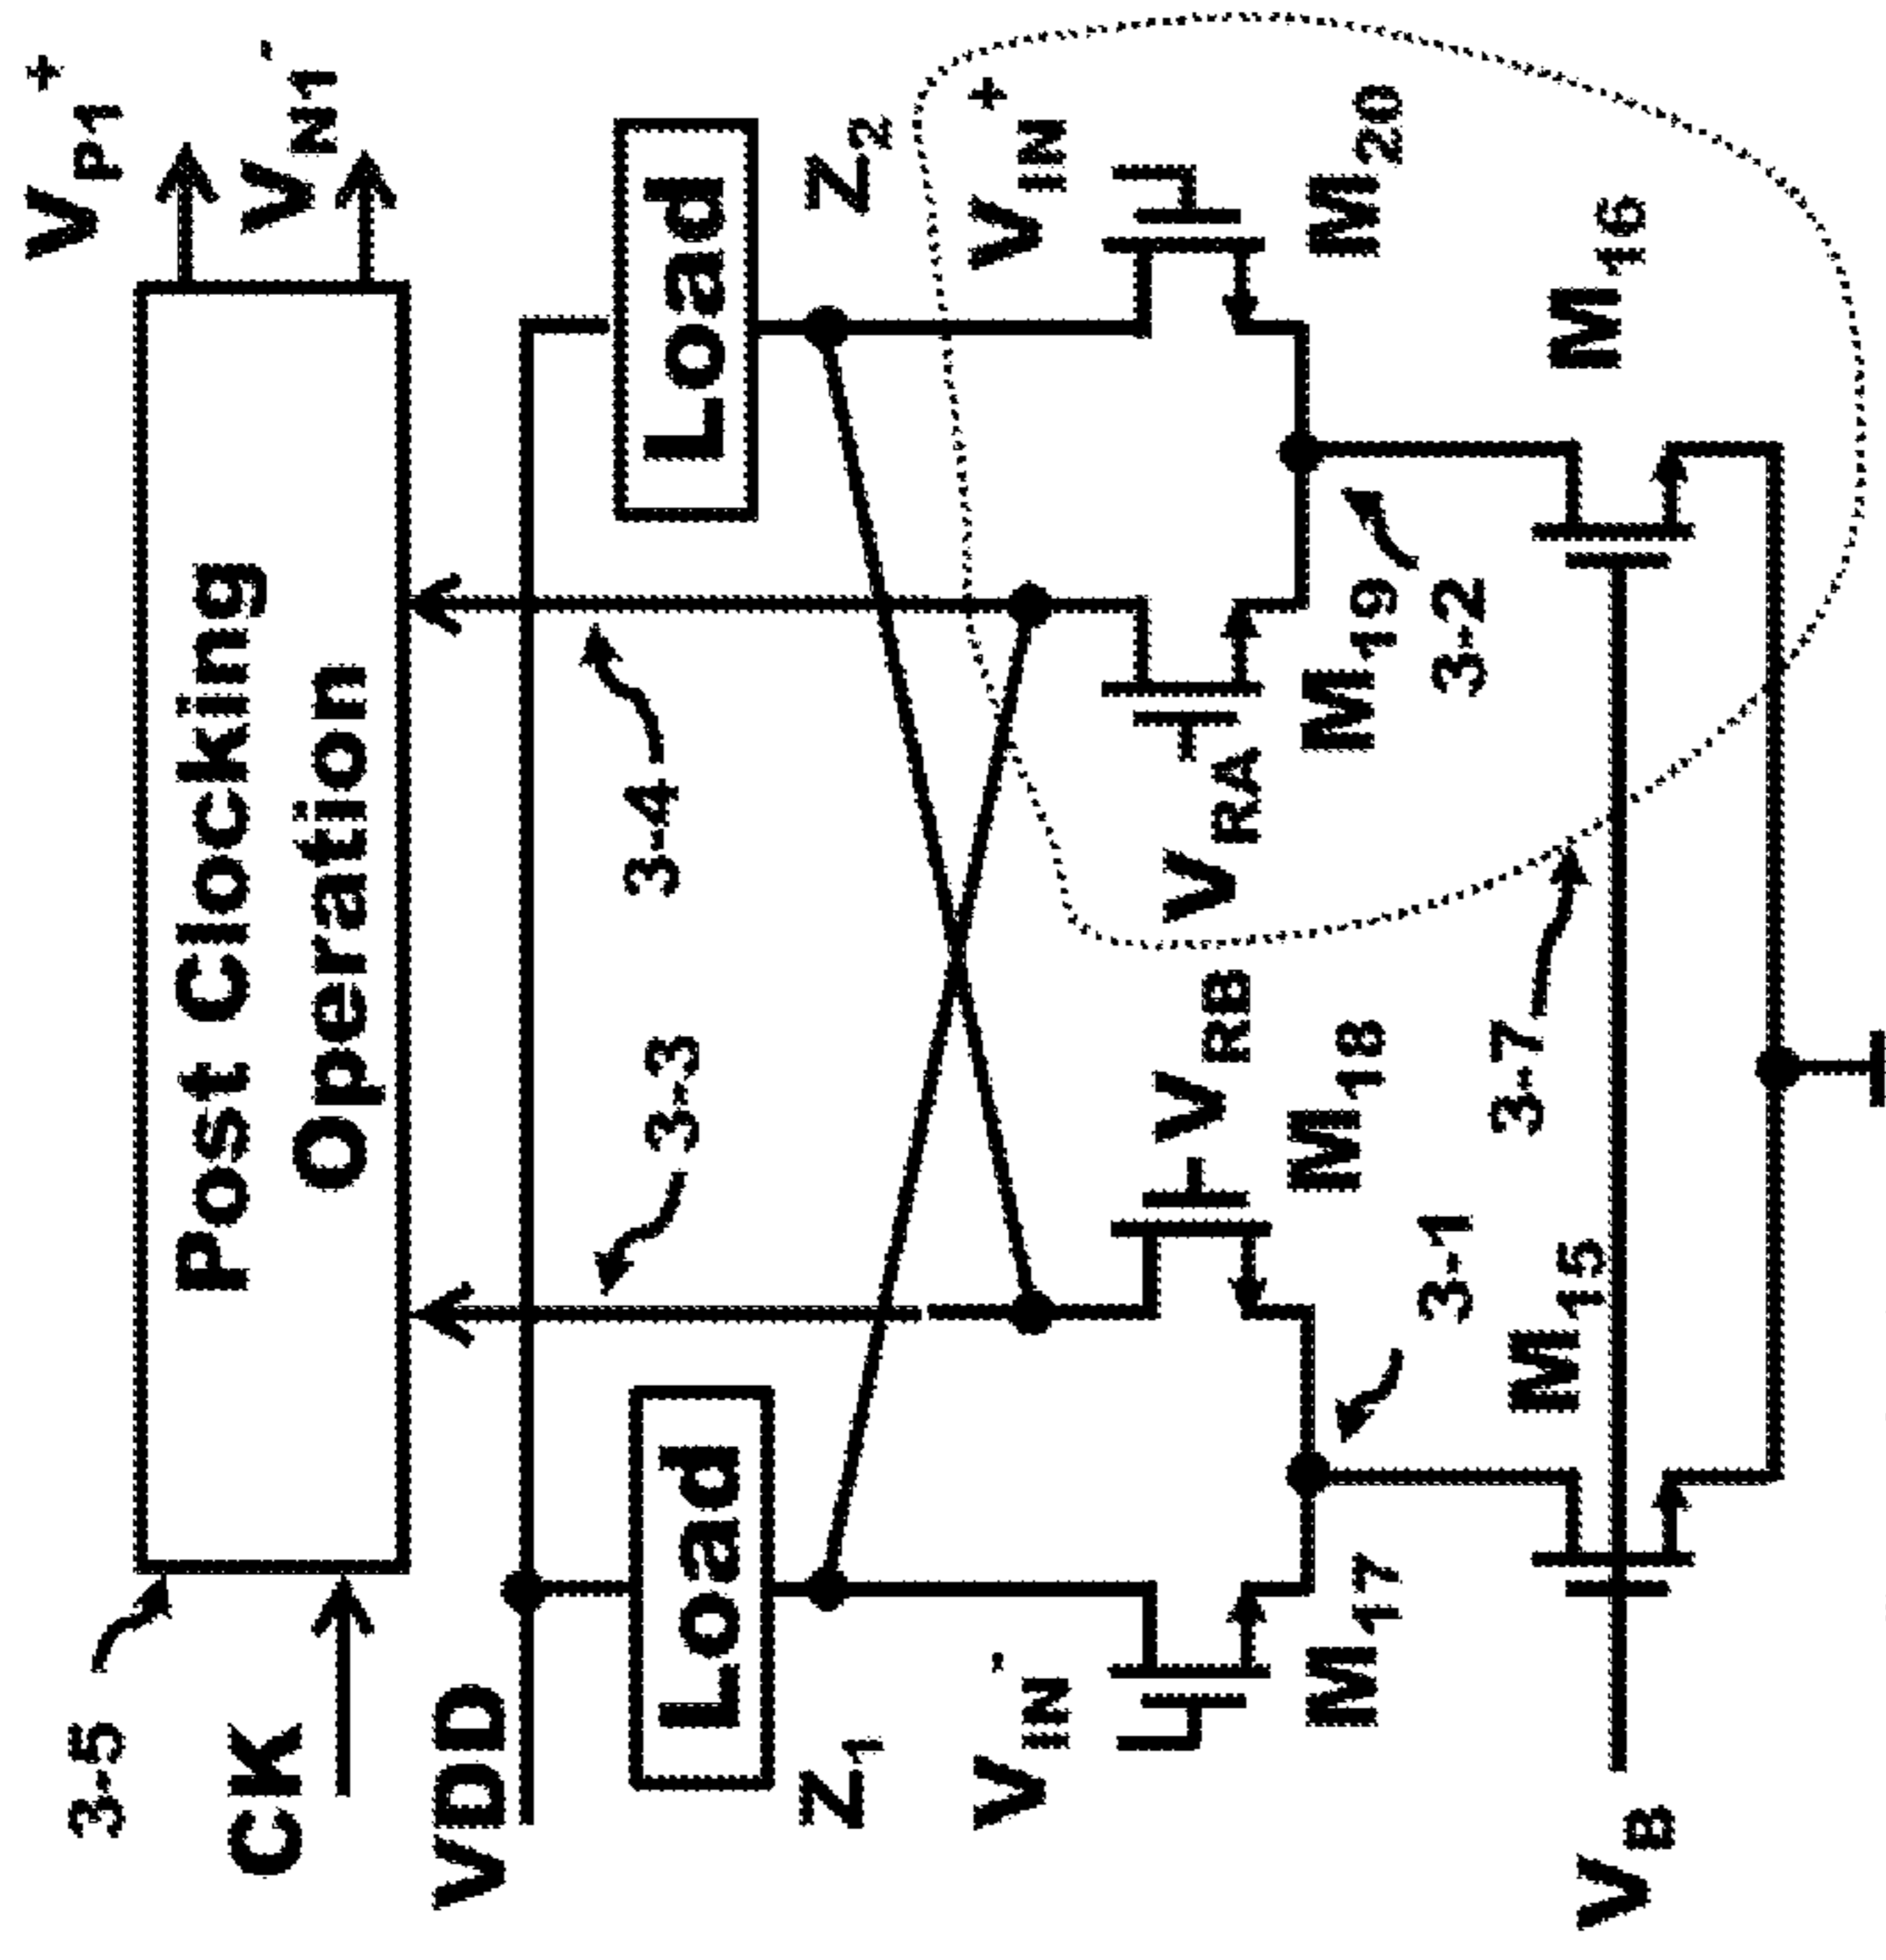 3-5
Post Clocking
Operation
V_P1^+
V_N1^-
CK
VDD
3-3
3-4
Load
Load
Z_1
Z_2
V_IN^-
V_RB
V_RA
V_IN^+
M_17
M_18
M_19
M_20
3-1
3-2
M_15
M_16
3-7
V_B